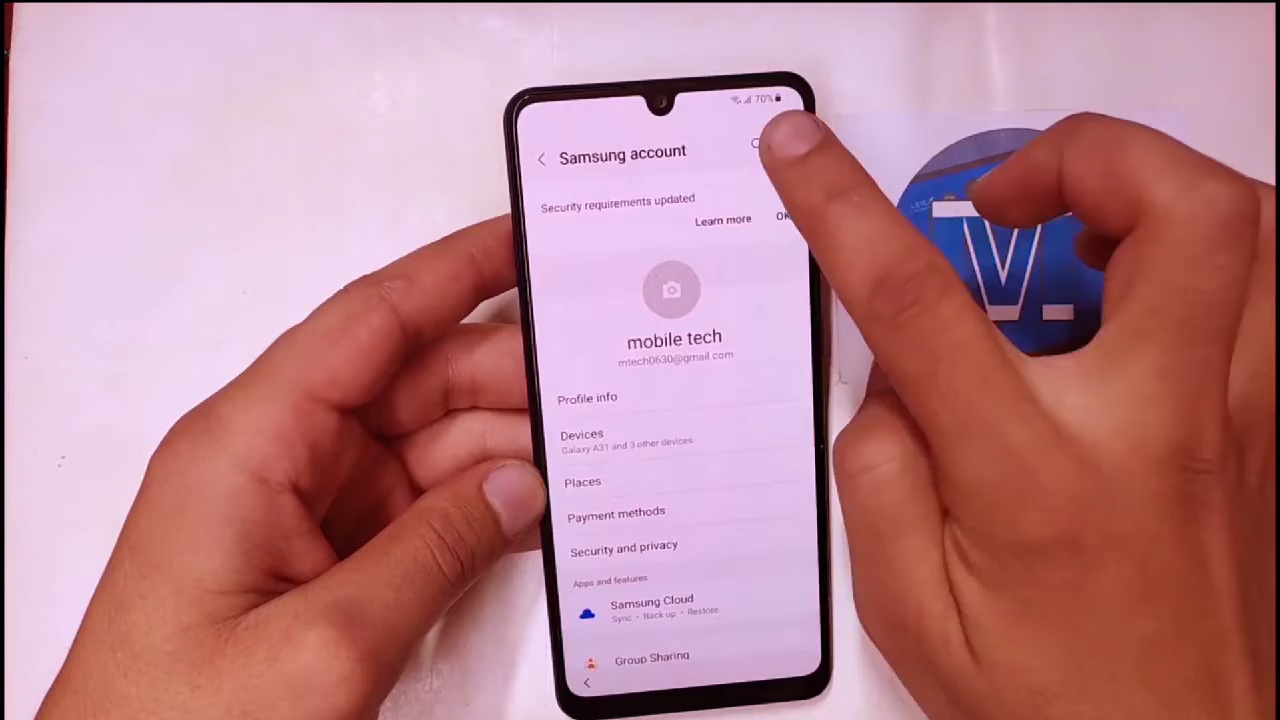 70%
Samsung account
Security requirements updated
Learn more
OK
mobile tech
mtech0630@gmail.com
Profile info
Devices
Galaxy A31 and 3 other devices
Places
Payment methods
Security and privacy
Apps and features
Samsung Cloud
Sync • Back up • Restore
Group Sharing
V.